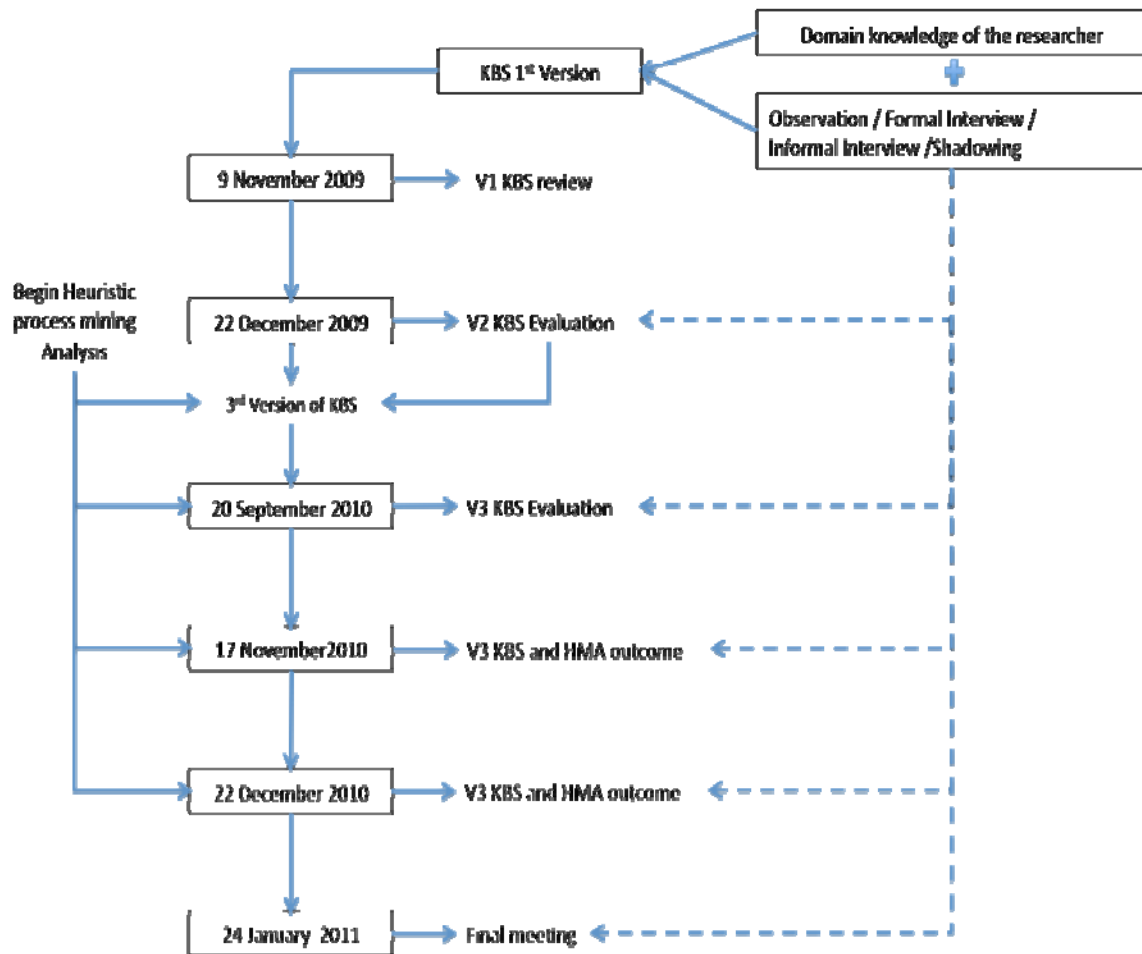 Domain knowledge of the researcher
KBS 1st Version
Observation / Formal Interview /
Informal Interview /Shadowing
9 November 2009
V1 KBS review
Begin Heuristic
process mining
Analysis
22 December 2009
V2 KBS Evaluation
3rd Version of KBS
20 September 2010
V3 KBS Evaluation
17 November2010
V3 KBS and HMA outcome
22 December 2010
V3 KBS and HMA outcome
24 January 2011
Final meeting